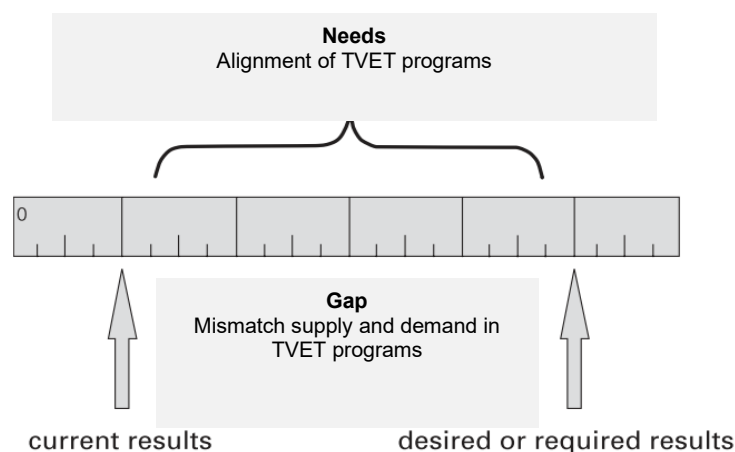 Needs
Alignment of TVET programs
0
Gap
Mismatch supply and demand in
TVET programs
current results
desired or required results